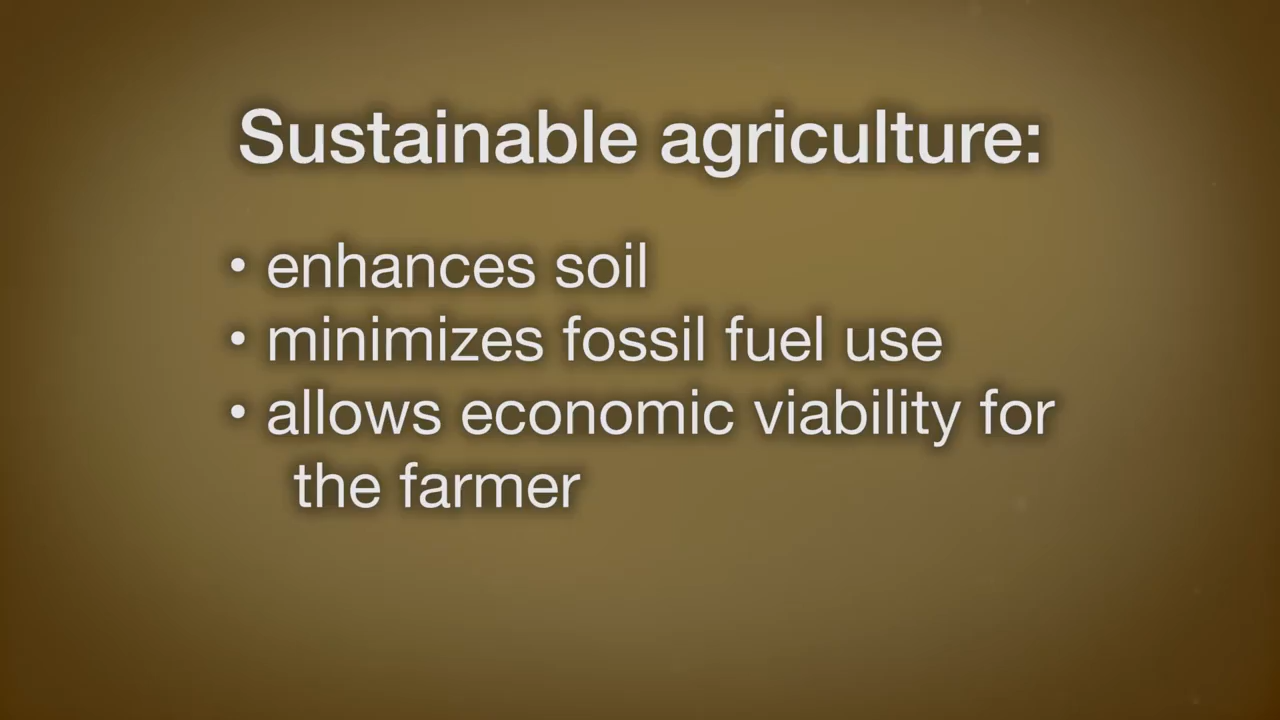 Sustainable agriculture:
• enhances soil
• minimizes fossil fuel use
• allows economic viability for
the farmer